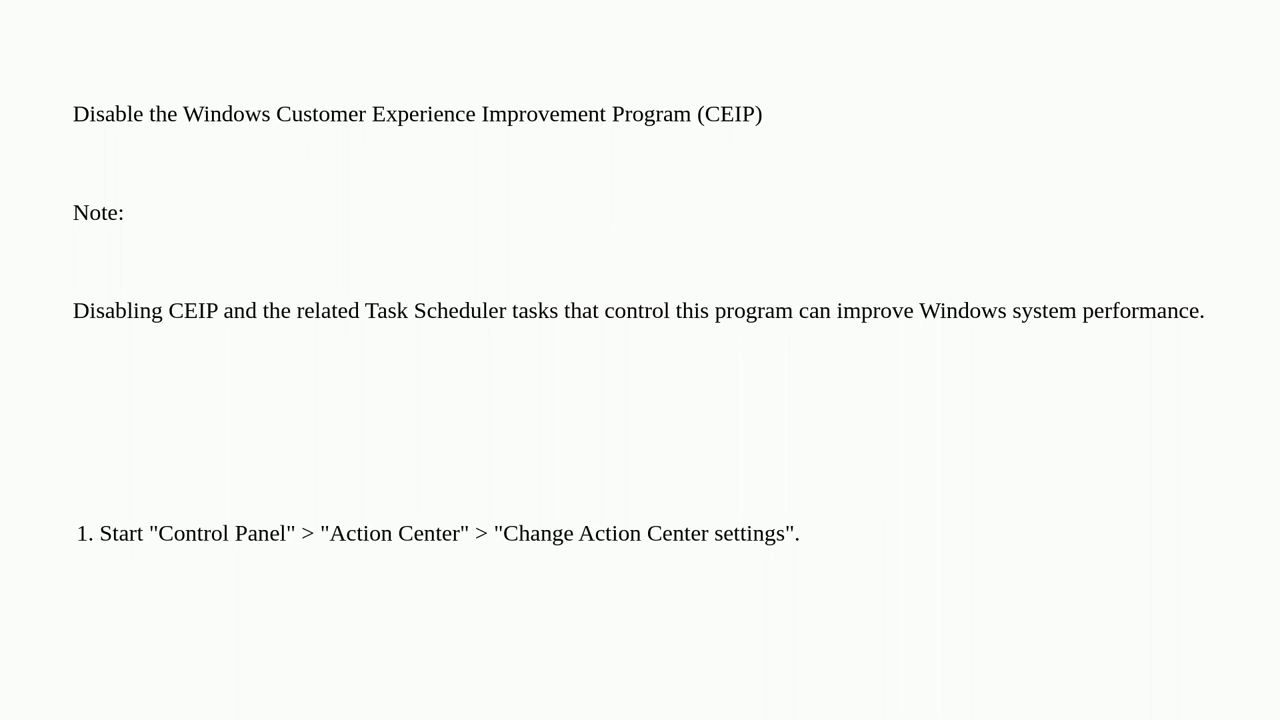 Disable the Windows Customer Experience Improvement Program (CEIP)
Note:
Disabling CEIP and the related Task Scheduler tasks that control this program can improve Windows system performance.
1. Start "Control Panel" > "Action Center" > "Change Action Center settings".